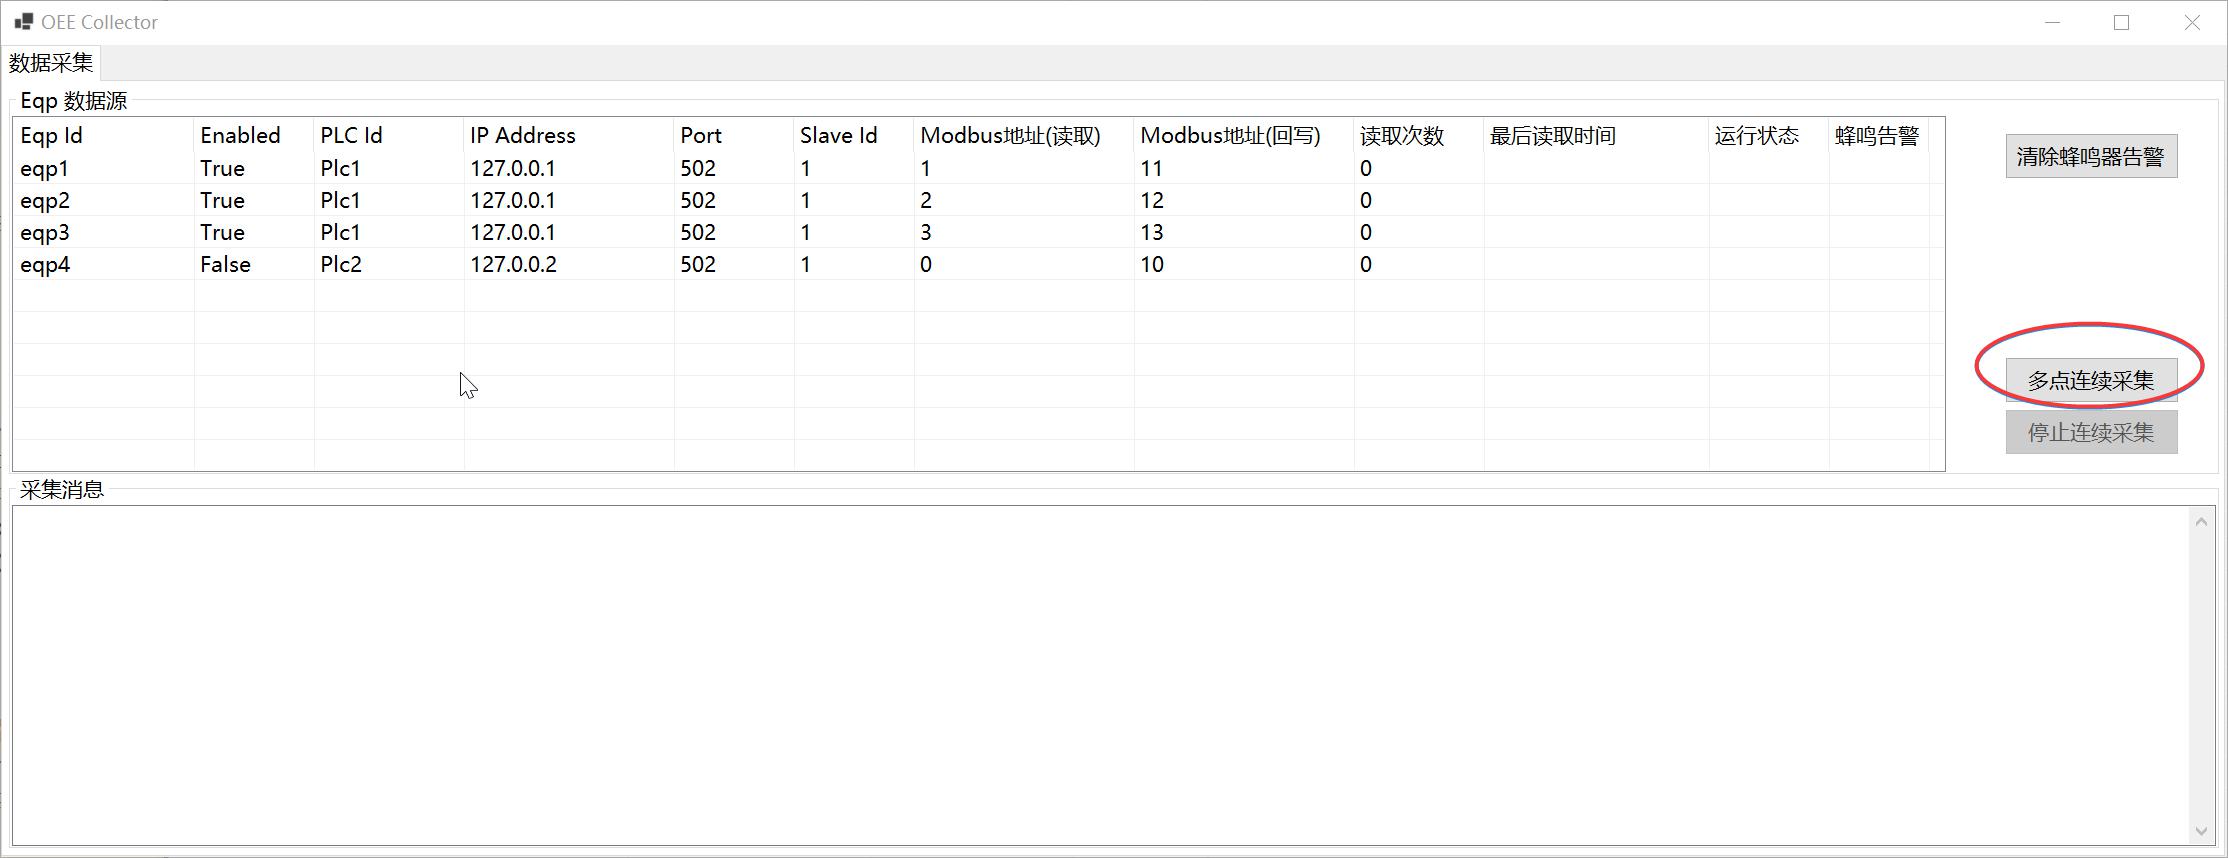 OEE Collector
数据采集
Eqp 数据源
Eqp Id Enabled PLC Id IP Address Port Slave Id Modbus地址(读取) Modbus地址(回写) 读取次数 最后读取时间 运行状态 蜂鸣告警
eqp1 True Plc1 127.0.0.1 502 1 1 11 0
eqp2 True Plc1 127.0.0.1 502 1 2 12 0
eqp3 True Plc1 127.0.0.1 502 1 3 13 0
eqp4 False Plc2 127.0.0.2 502 1 0 10 0
清除蜂鸣器告警
多点连续采集
停止连续采集
采集消息